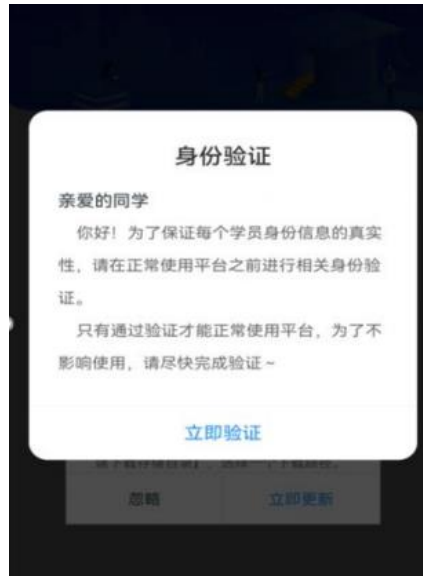 身份验证
亲爱的同学
你好！为了保证每个学员身份信息的真实
性，请在正常使用平台之前进行相关身份验
证。
只有通过验证才能正常使用平台，为了不
影响使用，请尽快完成验证~
立即验证
忽略
立即更新